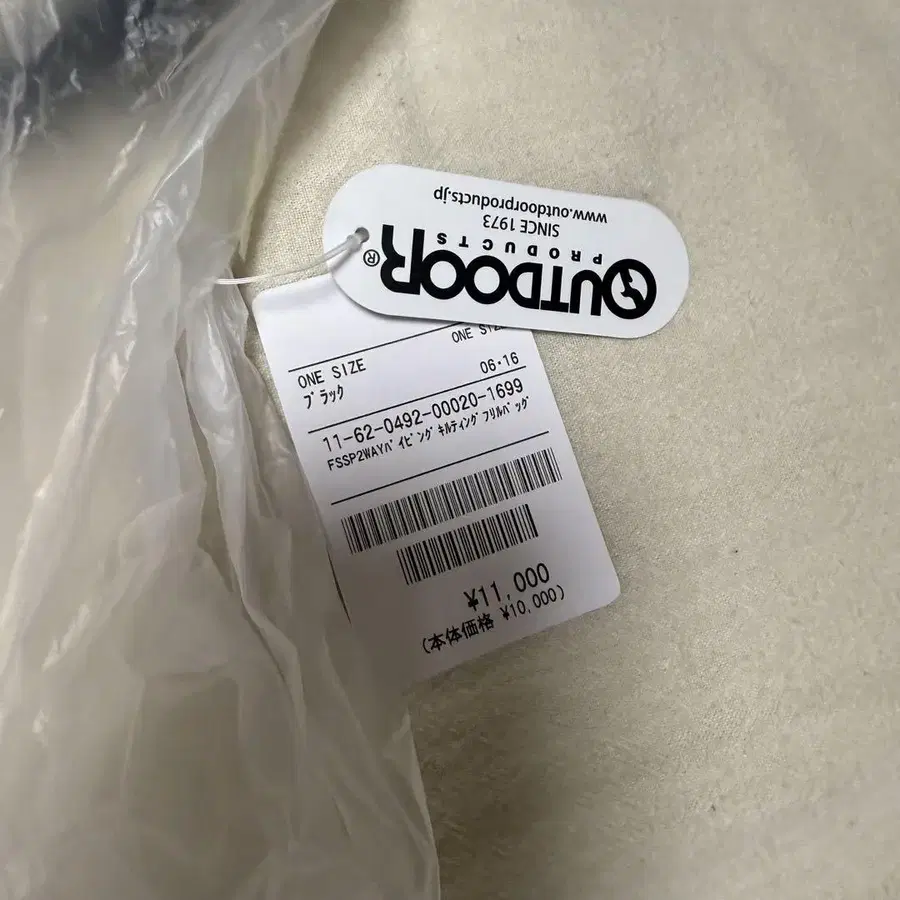 OUTDOOR®
PRODUCTS
SINCE 1973
www.outdoorproducts.jp
ONE SIZE
ONE SIZE
ブラック
06･16
11-62-0492-00020-1699
FSSP2WAYパイピングキルティングフリルバッグ
¥11,000
(本体価格 ¥10,000)